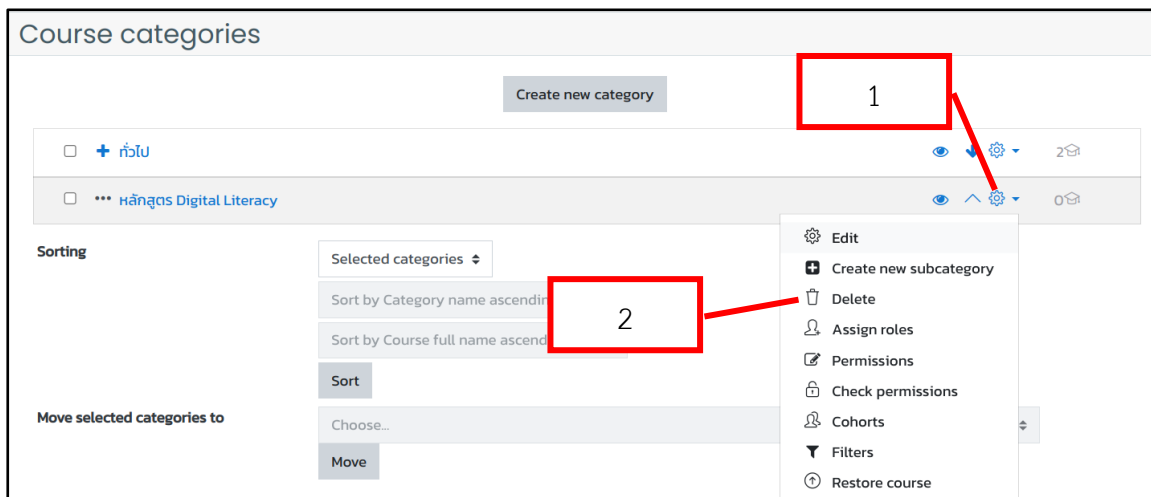 Course categories
Create new category
1
ทั่วไป
2
หลักสูตร Digital Literacy
0
Sorting
Selected categories
Sort by Category name ascendin
Sort by Course full name ascend
Sort
Move selected categories to
Choose...
Move
2
Edit
Create new subcategory
Delete
Assign roles
Permissions
Check permissions
Cohorts
Filters
Restore course